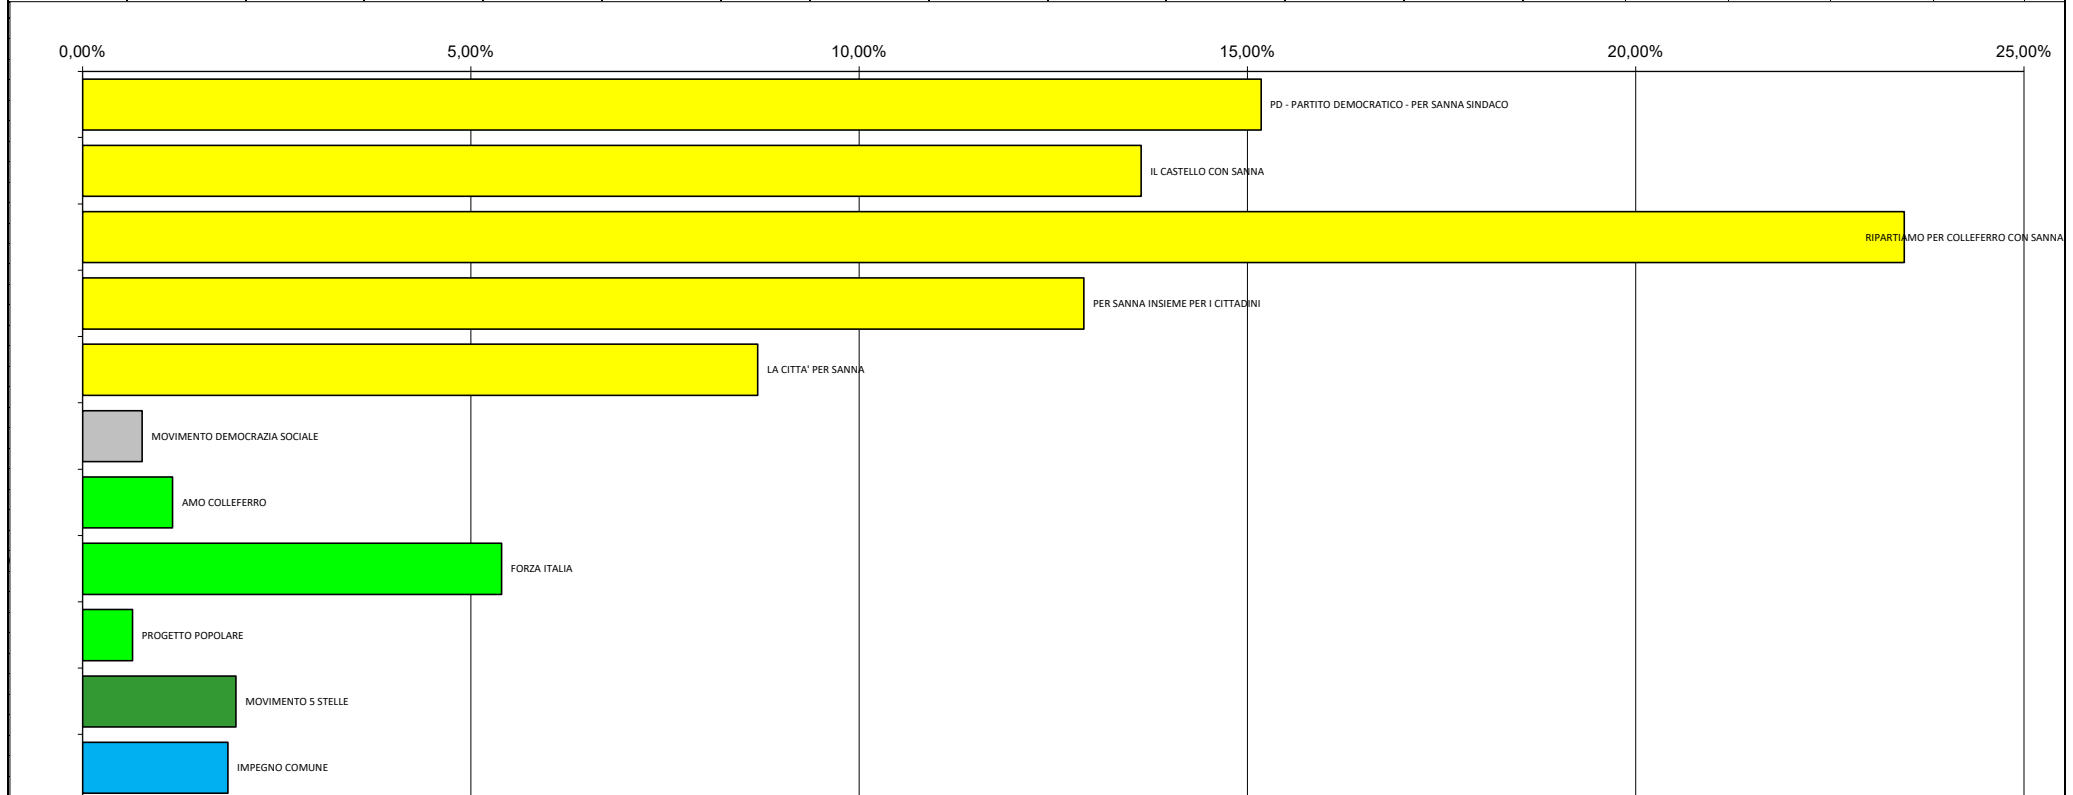 0,00% 5,00% 10,00% 15,00% 20,00% 25,00%
PD - PARTITO DEMOCRATICO - PER SANNA SINDACO
IL CASTELLO CON SANNA
RIPARTIAMO PER COLLEFERRO CON SANNA
PER SANNA INSIEME PER I CITTADINI
LA CITTA' PER SANNA
MOVIMENTO DEMOCRAZIA SOCIALE
AMO COLLEFERRO
FORZA ITALIA
PROGETTO POPOLARE
MOVIMENTO 5 STELLE
IMPEGNO COMUNE